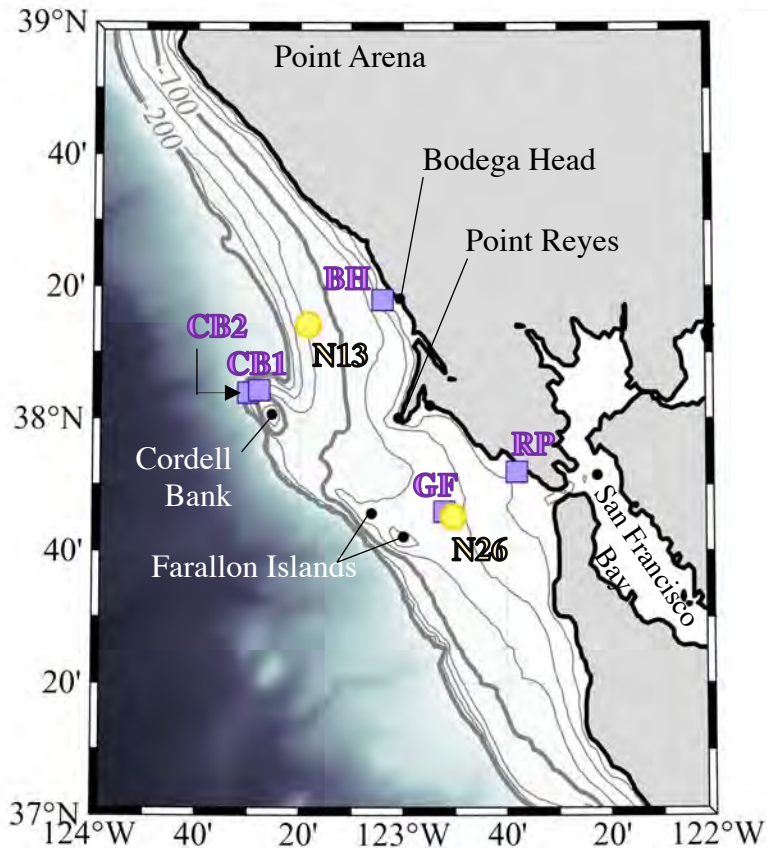 39°N
Point Arena
-100
-200
40'
Bodega Head
Point Reyes
20'
BH
CB2
N13
CB1
38°N
RP
Cordell
Bank
GF
San Francisco
Bay
N26
40'
Farallon Islands
20'
37°N
124°W
40'
20'
123°W
40'
20'
122°W